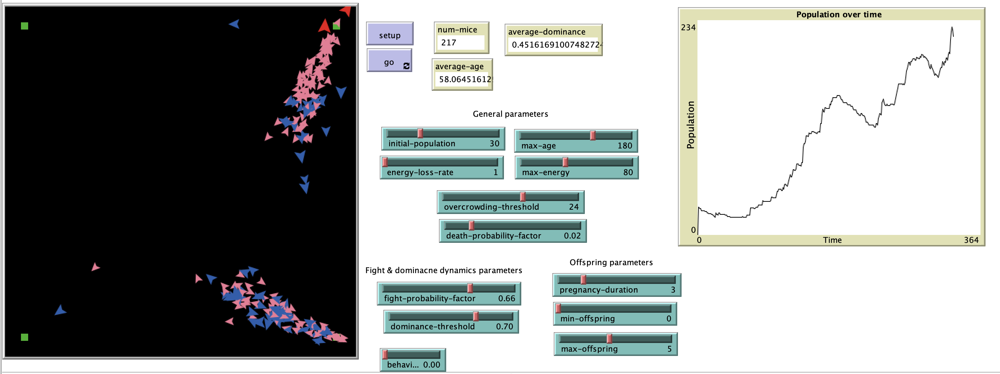 setup
go
num-mice
217
average-dominance
0.4516169100748272
average-age
58.06451612
General parameters
initial-population 30
max-age 180
energy-loss-rate 1
max-energy 80
overcrowding-threshold 24
death-probability-factor 0.02
Fight & dominacne dynamics parameters
fight-probability-factor 0.66
dominance-threshold 0.70
behavi... 0.00
Offspring parameters
pregnancy-duration 3
min-offspring 0
max-offspring 5
Population over time
234
Population
0
0
Time
364